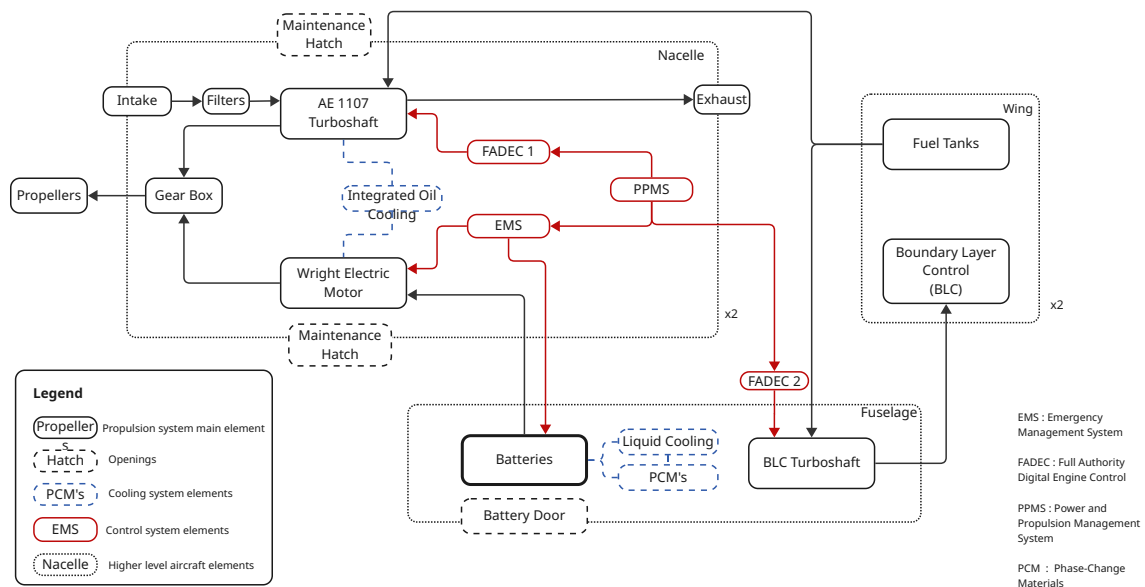 Maintenance
Hatch
Nacelle
Intake
Filters
AE 1107
Turboshaft
Exhaust
Wing
Fuel Tanks
FADEC 1
PPMS
Propellers
Gear Box
Integrated Oil
Cooling
EMS
Boundary Layer
Control
(BLC)
Wright Electric
Motor
x2
x2
Maintenance
Hatch
FADEC 2
Fuselage
Liquid Cooling
Batteries
PCM's
BLC Turboshaft
Battery Door
Legend
Propeller
s
Propulsion system main element
Hatch
Openings
PCM's
Cooling system elements
EMS
Control system elements
Nacelle
Higher level aircraft elements
EMS : Emergency
Management System
FADEC : Full Authority
Digital Engine Control
PPMS : Power and
Propulsion Management
System
PCM : Phase-Change
Materials